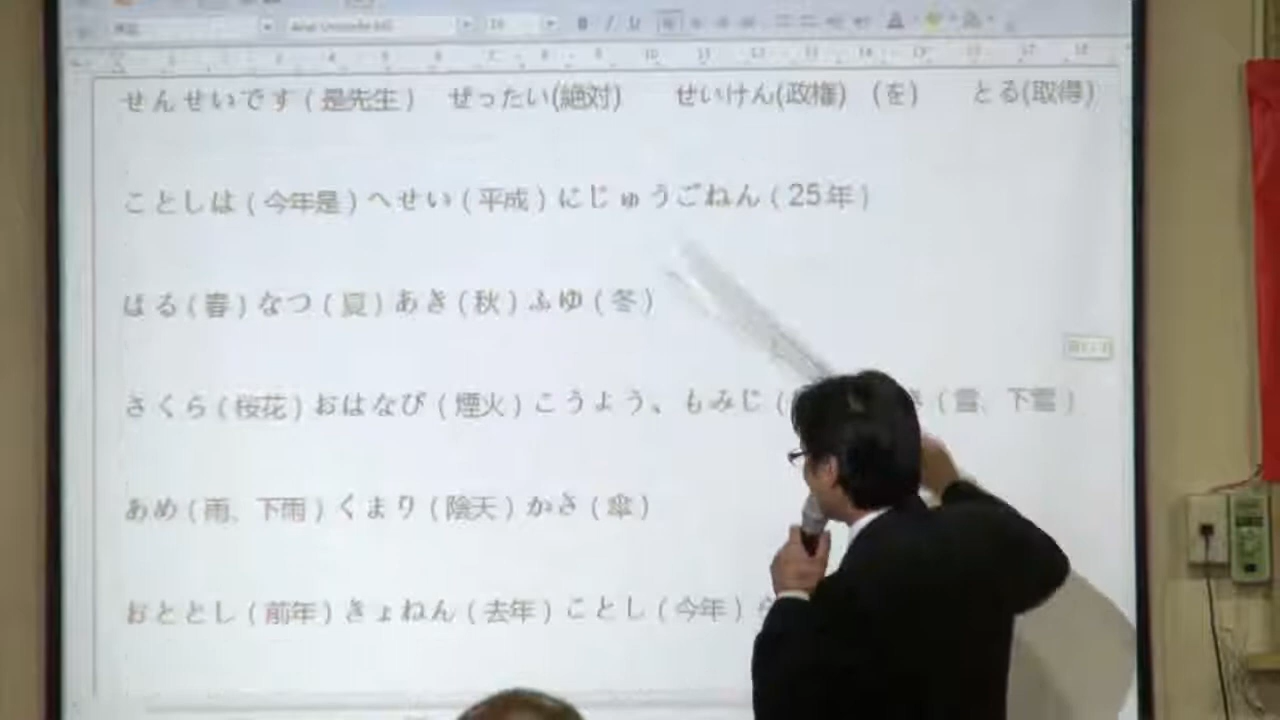 せんせいです(是先生) ぜったい(絶対) せいけん(政権) (を) とる(取得)
ことしは(今年是)へせい(平成)にじゅうごねん(25年)
はる(春)なつ(夏)あき(秋)ふゆ(冬)
さくら(桜花)おはなび(煙火)こうよう、もみじ( き(雪、下雪)
あめ(雨、下雨)くまり(陰天)かさ(傘)
おととし(前年)きょねん(去年)ことし(今年)